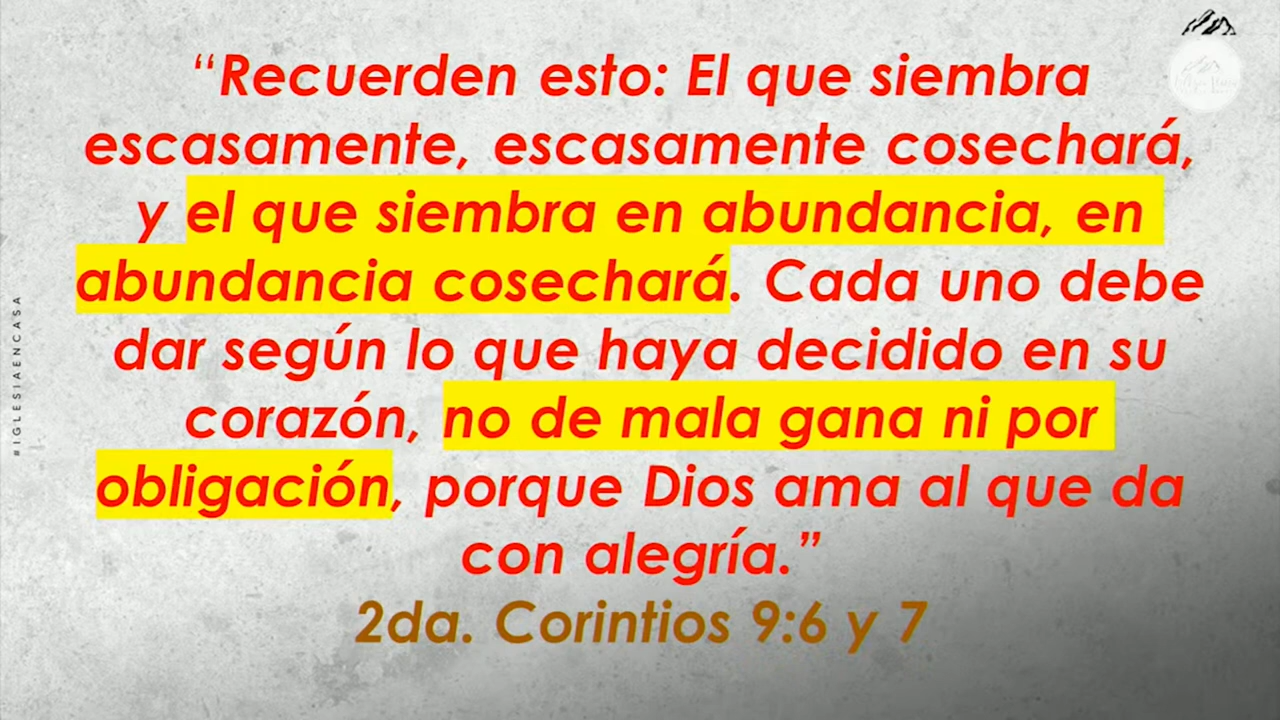 “Recuerden esto: El que siembra
escasamente, escasamente cosechará,
y el que siembra en abundancia, en
abundancia cosechará. Cada uno debe
dar según lo que haya decidido en su
corazón, no de mala gana ni por
obligación, porque Dios ama al que da
con alegría.”
2da. Corintios 9:6 y 7
#IGLESIAENCASA